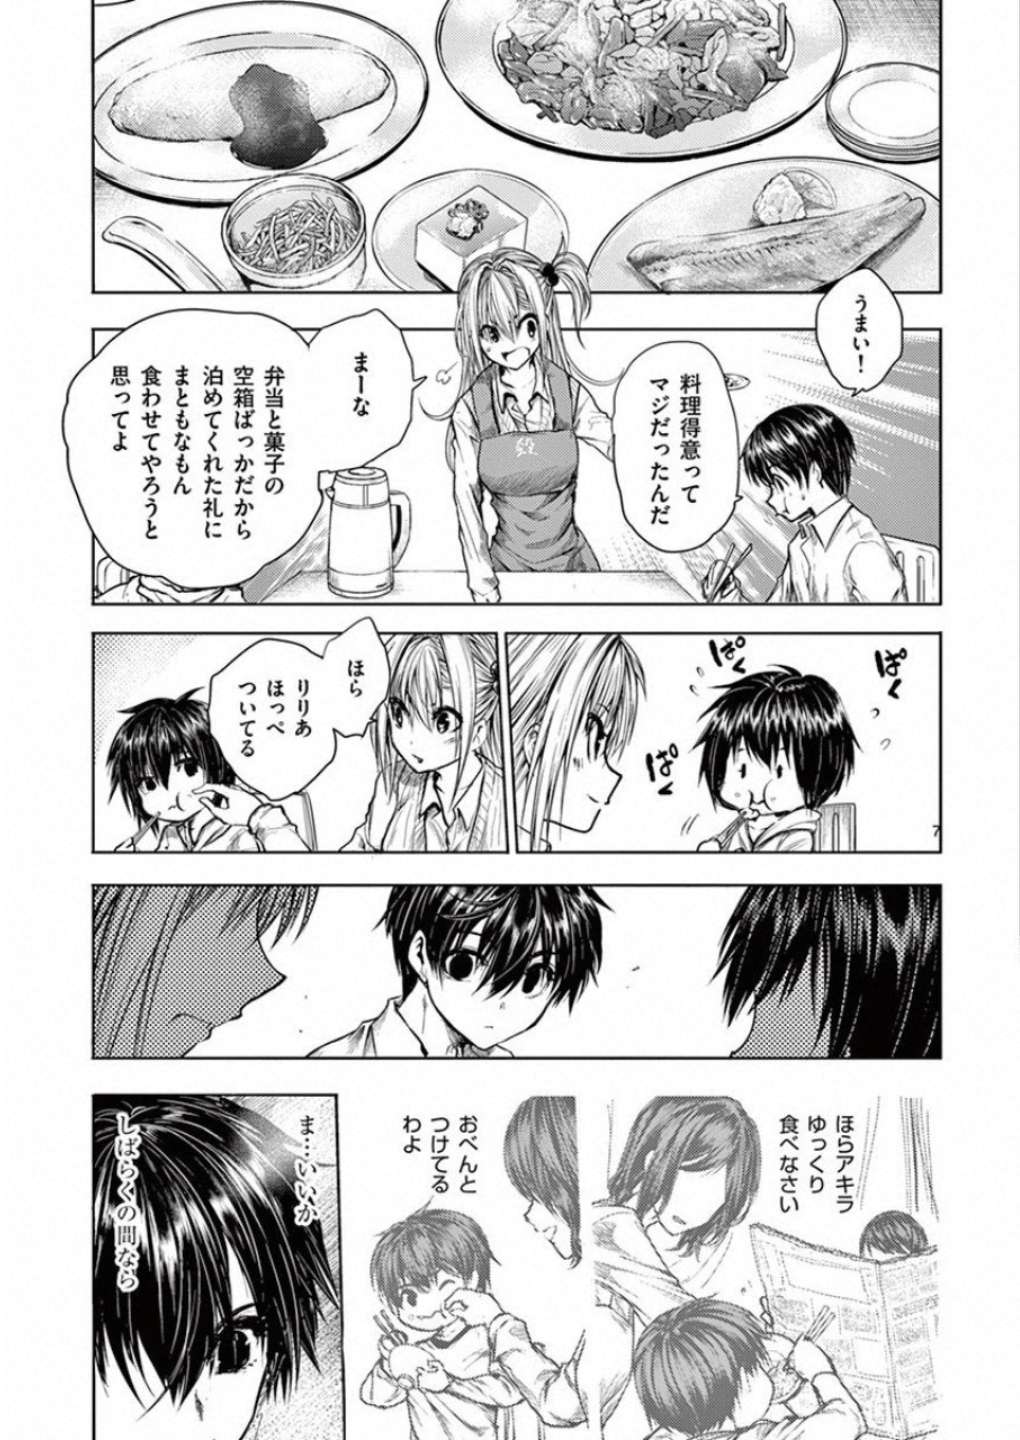 うまい！
料理得意って
マジだったんだ
まーな
弁当と菓子の
空箱ばっかだから
泊めてくれた礼に
まともなもん
食わせてやろうと
思ってよ
ぱく
ぱく
ぱく
7
ほら
りりあ
ほっぺ
ついてる
ほらアキラ
ゆっくり
食べなさい
おべんと
つけてる
わよ
ま…いいか
しばらくの間なら